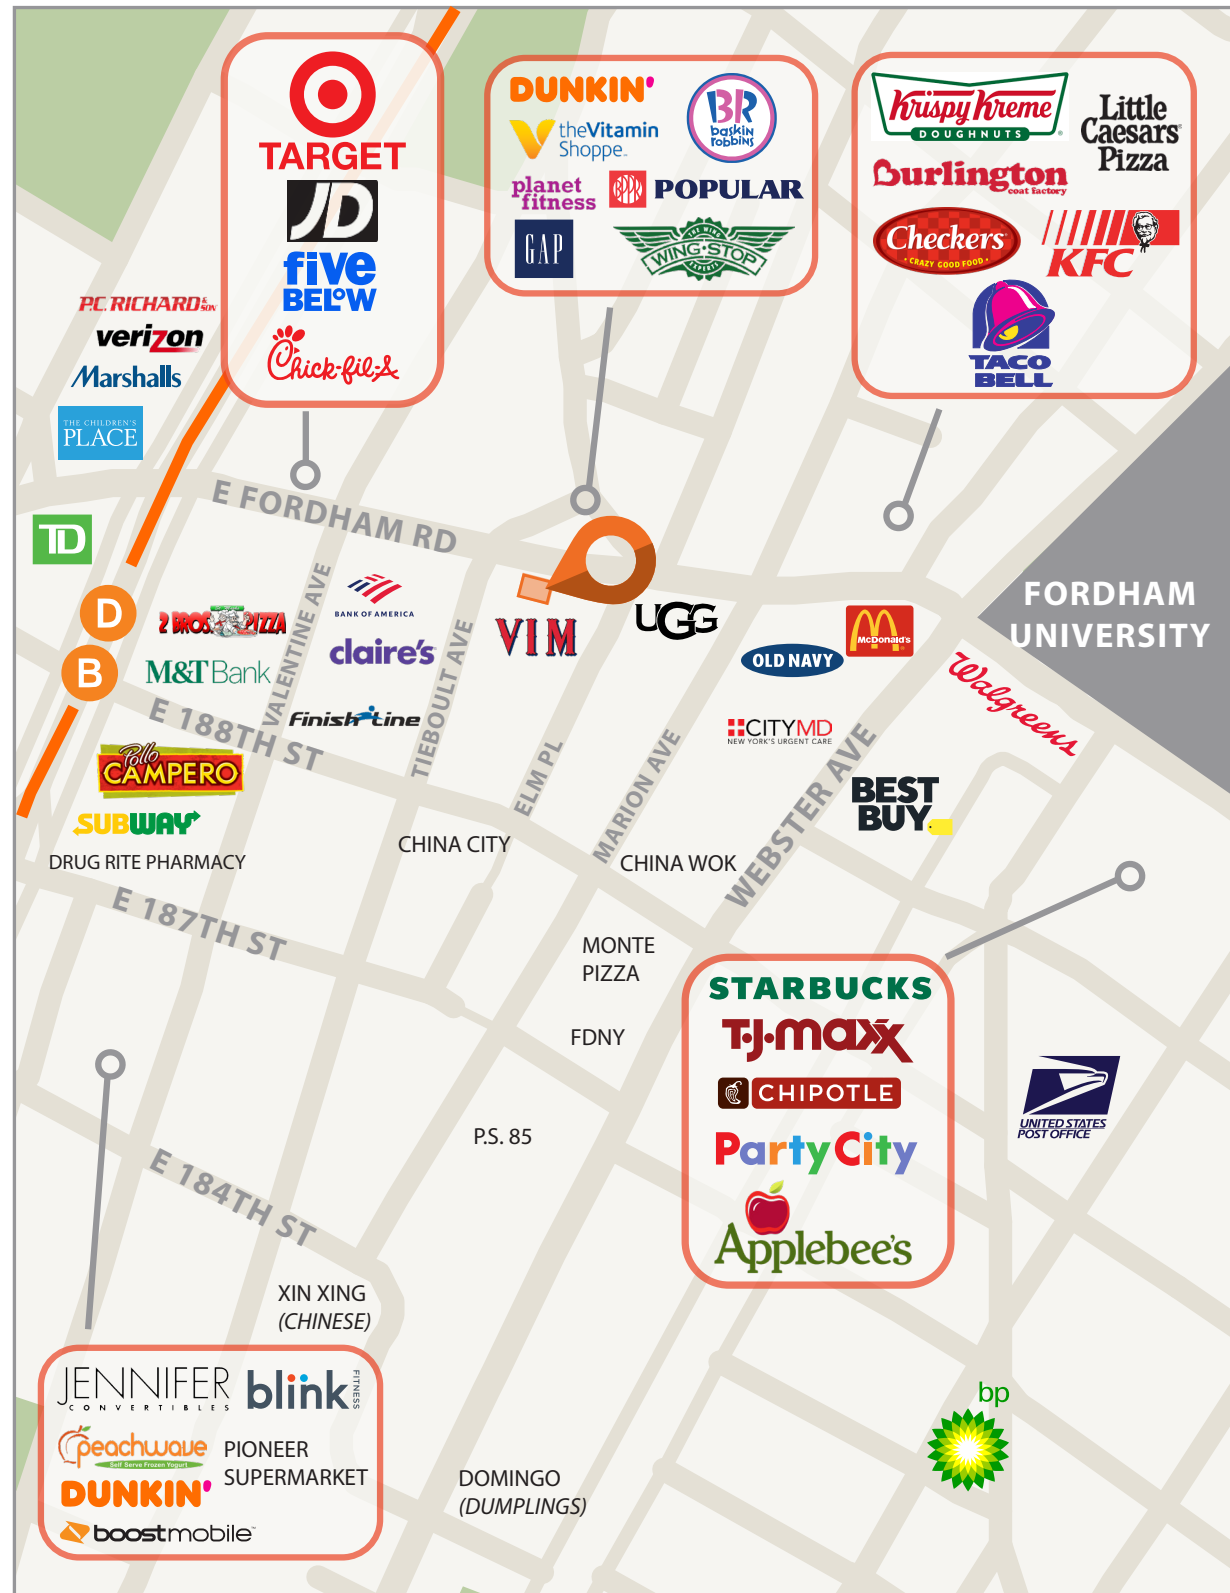 TARGET
JD
five
BELOW
Chick-fil-A
DUNKIN'
theVitamin
Shoppe
BR
baskin
robbins
planet
fitness
POPULAR
GAP
THE WING
WING•STOP
EXPERTS
Krispy Kreme
DOUGHNUTS
Little
Caesars
Pizza
Burlington
coat factory
Checkers
• CRAZY GOOD FOOD •
KFC
TACO
BELL
P.C. RICHARD & SON
verizon
Marshalls
THE CHILDREN'S
PLACE
TD
E FORDHAM RD
D
B
2 BROS PIZZA
M&T Bank
VALENTINE AVE
BANK OF AMERICA
claire's
Finish Line
TIEBOULT AVE
VIM
UGG
OLD NAVY
McDonald's
FORDHAM
UNIVERSITY
Walgreens
CITYMD
NEW YORK'S URGENT CARE
BEST
BUY
E 188TH ST
Pollo
CAMPERO
SUBWAY
DRUG RITE PHARMACY
ELM PL
MARION AVE
WEBSTER AVE
CHINA CITY
CHINA WOK
E 187TH ST
MONTE
PIZZA
FDNY
P.S. 85
STARBUCKS
T•J•maxx
CHIPOTLE
Party City
Applebee's
UNITED STATES
POST OFFICE
E 184TH ST
XIN XING
(CHINESE)
JENNIFER
CONVERTIBLES
blink
FITNESS
peachwave
Self Serve Frozen Yogurt
PIONEER
SUPERMARKET
DUNKIN'
boostmobile
DOMINGO
(DUMPLINGS)
bp